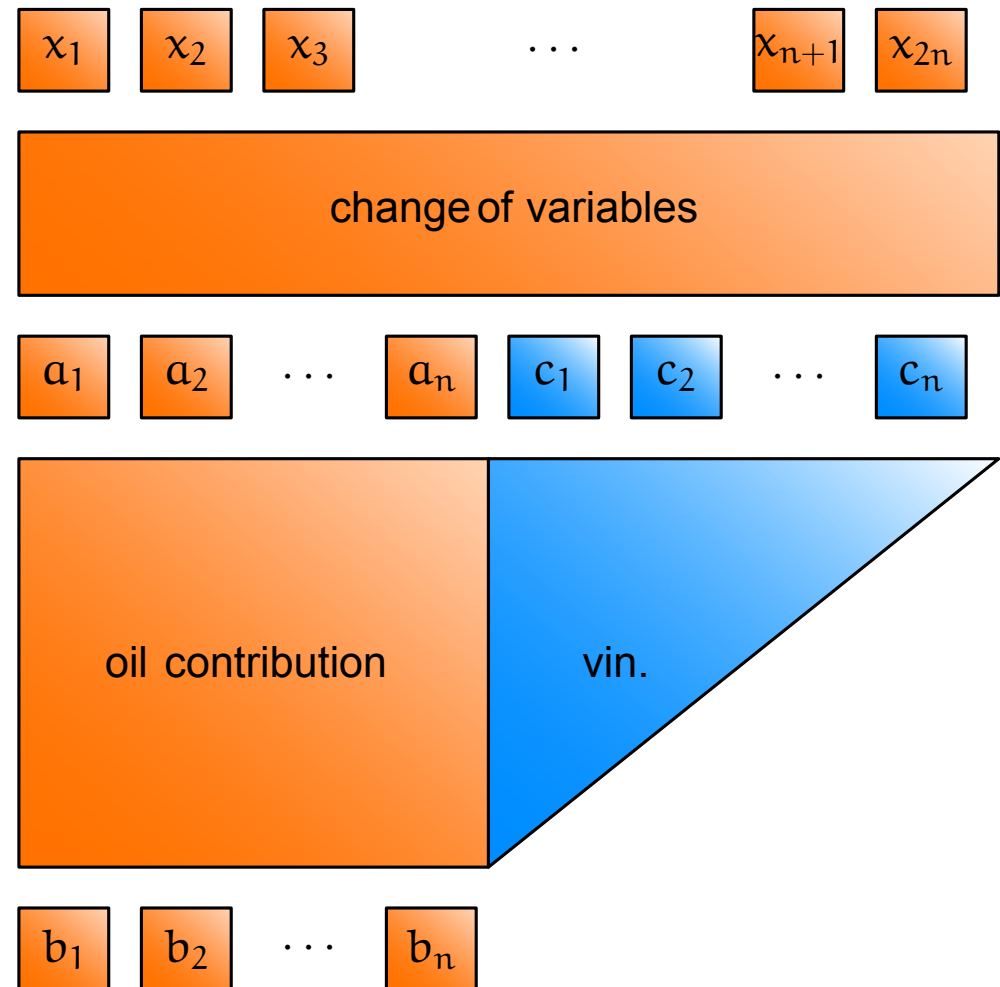 x₁ x₂ x₃ ··· xₙ₊₁ x₂ₙ
change of variables
a₁ a₂ ··· aₙ c₁ c₂ ··· cₙ
oil contribution vin.
b₁ b₂ ··· bₙ